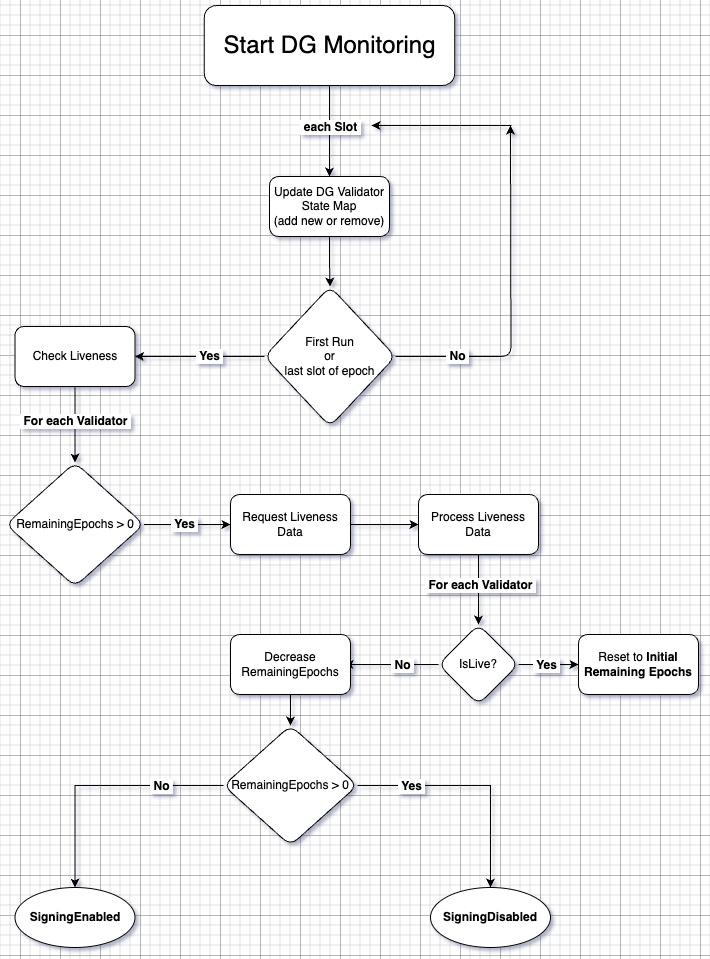 Start DG Monitoring
each Slot
Update DG Validator
State Map
(add new or remove)
First Run
or
last slot of epoch
Yes
No
Check Liveness
For each Validator
RemainingEpochs > 0
Yes
Request Liveness
Data
Process Liveness
Data
For each Validator
IsLive?
No
Yes
Decrease
RemainingEpochs
Reset to Initial
Remaining Epochs
RemainingEpochs > 0
No
Yes
SigningEnabled
SigningDisabled